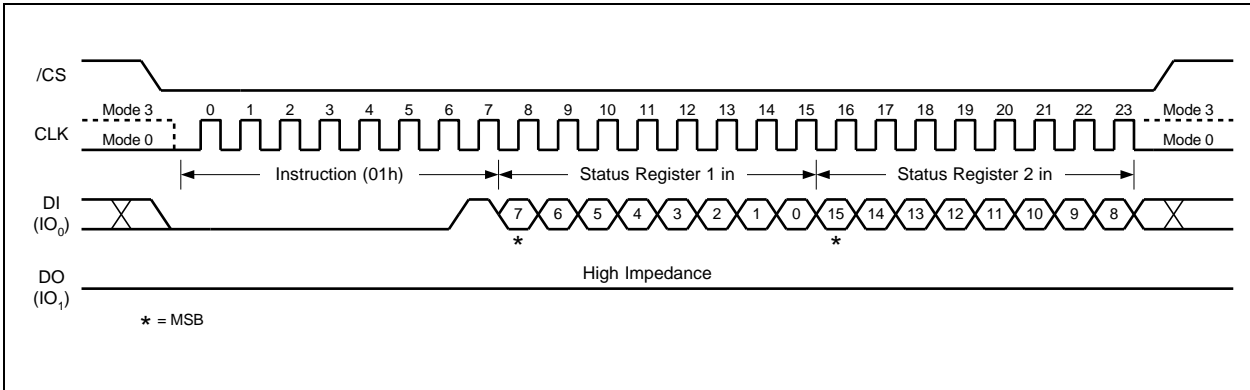 /CS
Mode 3 0 1 2 3 4 5 6 7 8 9 10 11 12 13 14 15 16 17 18 19 20 21 22 23 Mode 3
CLK
Mode 0 Mode 0
Instruction (01h) Status Register 1 in Status Register 2 in
DI
(IO0)
7 6 5 4 3 2 1 0 15 14 13 12 11 10 9 8
* *
High Impedance
DO
(IO1)
* = MSB